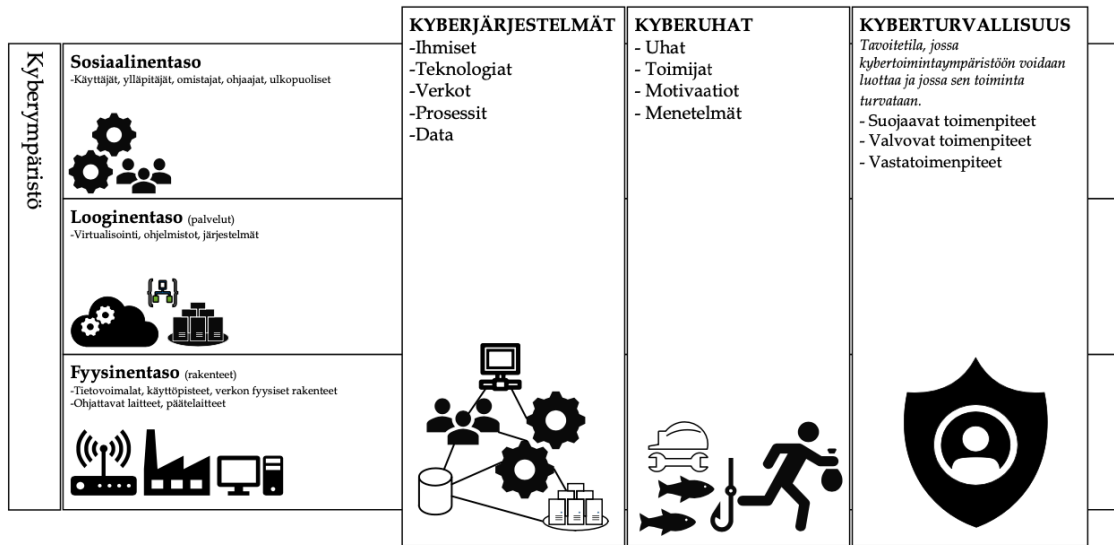 Kyberympäristö
Sosiaalinentaso
-Käyttäjät, ylläpitäjät, omistajat, ohjaajat, ulkopuoliset
Looginentaso (palvelut)
-Virtualisointi, ohjelmistot, järjestelmät
Fyysinentaso (rakenteet)
-Tietovoimalat, käyttöpisteet, verkon fyysiset rakenteet
-Ohjattavat laitteet, päätelaitteet
KYBERJÄRJESTELMÄT
-Ihmiset
-Teknologiat
-Verkot
-Prosessit
-Data
KYBERUHAT
- Uhat
- Toimijat
- Motivaatiot
- Menetelmät
KYBERTURVALLISUUS
Tavoitetila, jossa
kybertoimintaympäristöön voidaan
luottaa ja jossa sen toiminta
turvataan.
- Suojaavat toimenpiteet
- Valvovat toimenpiteet
- Vastatoimenpiteet